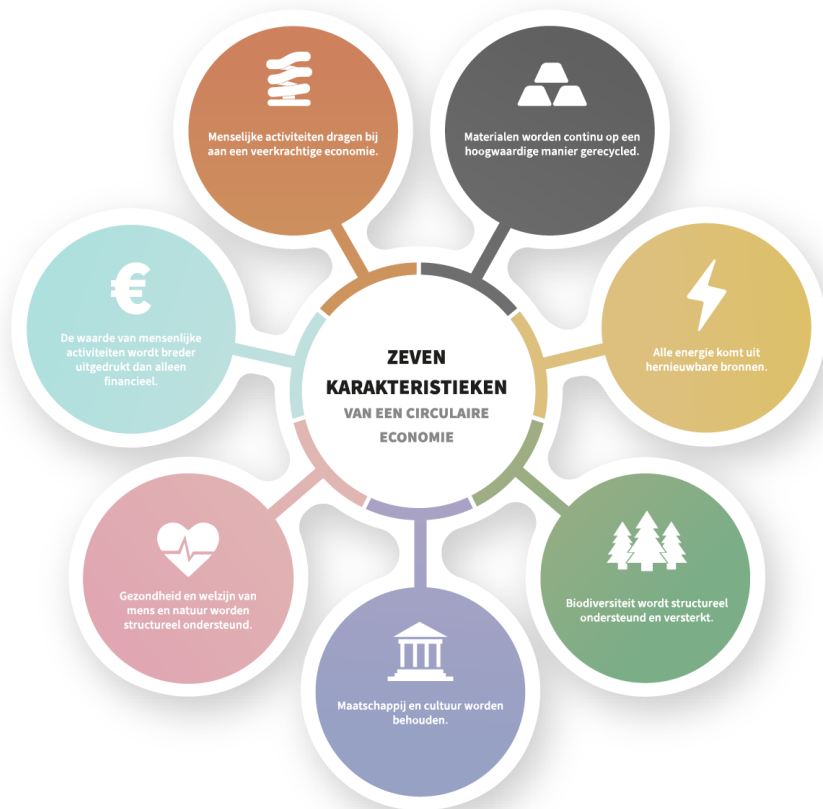 ZEVEN
KARAKTERISTIEKEN
VAN EEN CIRCULAIRE
ECONOMIE
Materialen worden continu op een
hoogwaardige manier gerecycled.
Alle energie komt uit
hernieuwbare bronnen.
Biodiversiteit wordt structureel
ondersteund en versterkt.
Maatschappij en cultuur worden
behouden.
Gezondheid en welzijn van
mens en natuur worden
structureel ondersteund.
De waarde van mensenlijke
activiteiten wordt breder
uitgedrukt dan alleen
financieel.
€
Menselijke activiteiten dragen bij
aan een veerkrachtige economie.